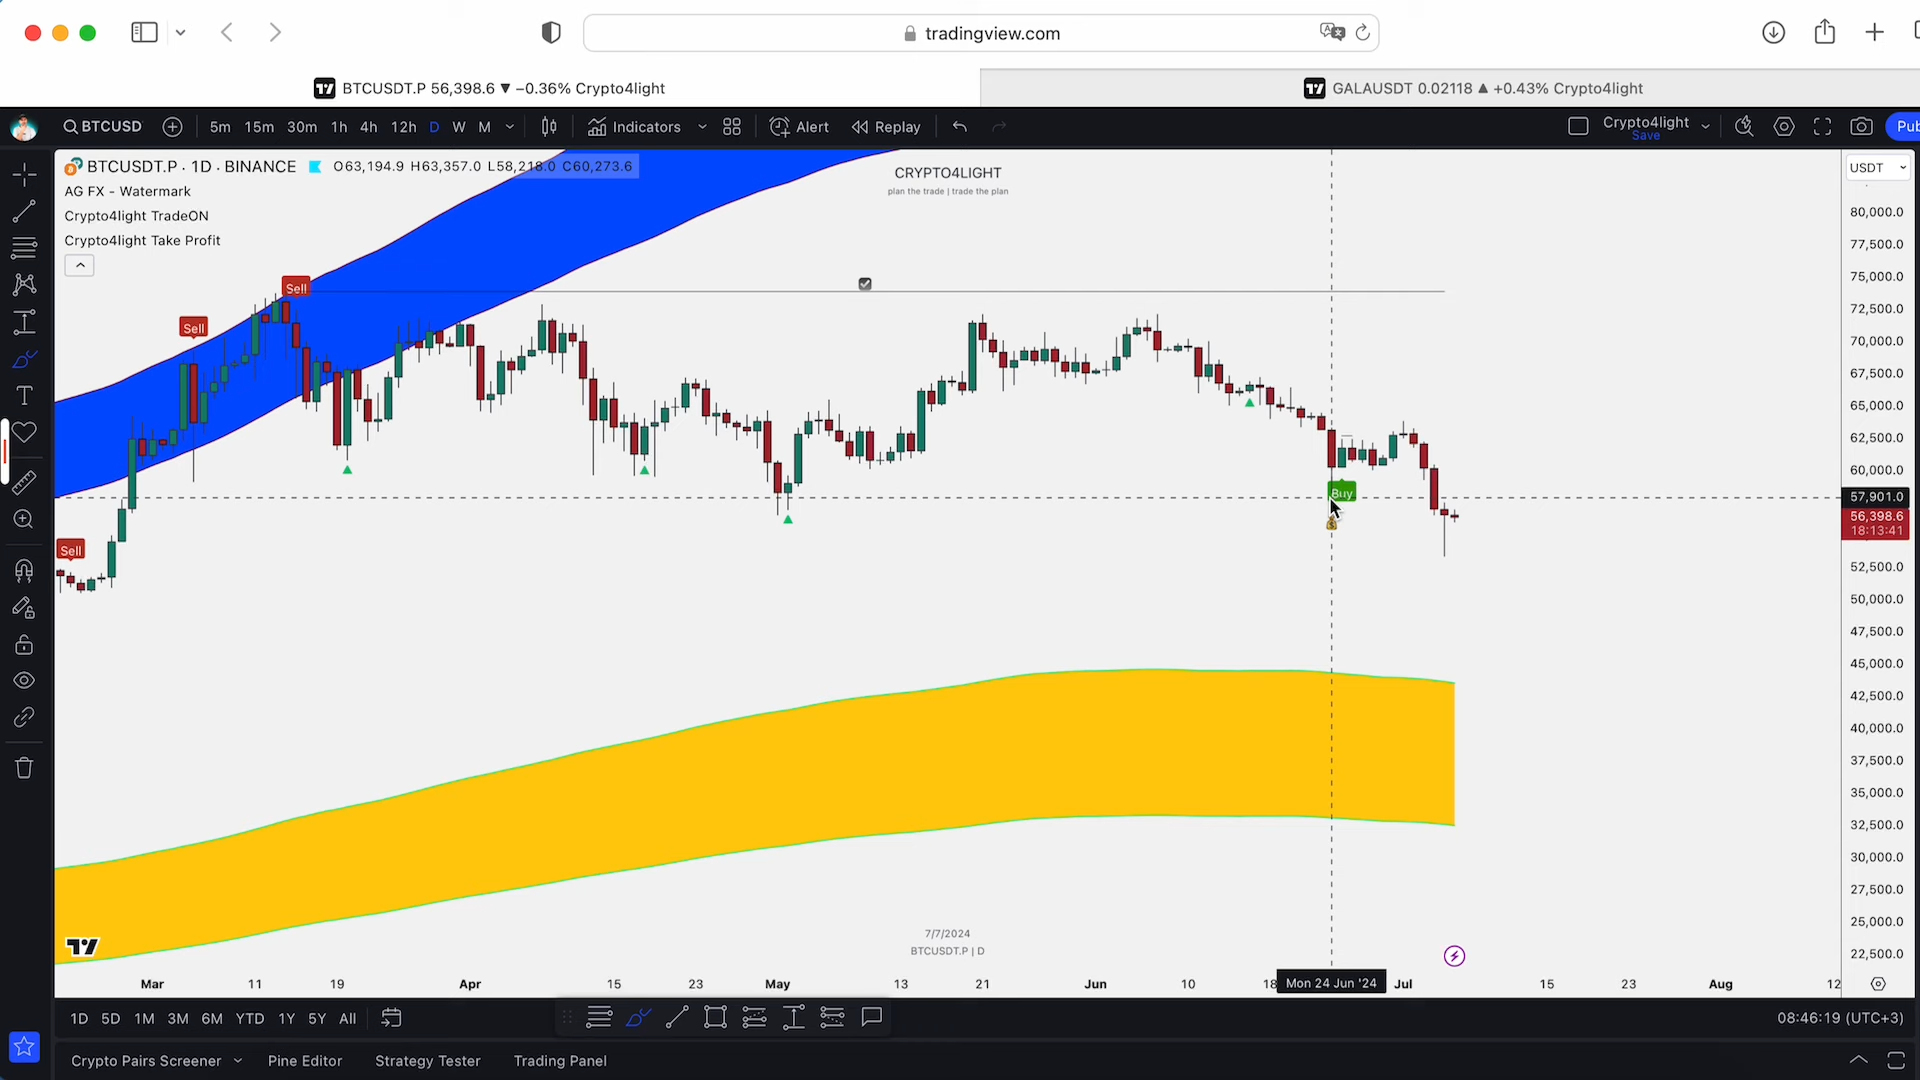 tradingview.com
BTCUSDT.P 56,398.6 ▼ −0.36% Crypto4light
GALAUSDT 0.02118 ▲ +0.43% Crypto4light
BTCUSD
5m 15m 30m 1h 4h 12h D W M
Indicators
Alert
Replay
Crypto4light
Save
Pub
BTCUSDT.P · 1D · BINANCE O63,194.9 H63,357.0 L58,218.0 C60,273.6
AG FX - Watermark
Crypto4light TradeON
Crypto4light Take Profit
CRYPTO4LIGHT
plan the trade | trade the plan
USDT
80,000.0
77,500.0
75,000.0
72,500.0
70,000.0
67,500.0
65,000.0
62,500.0
60,000.0
57,901.0
56,398.6
18:13:41
52,500.0
50,000.0
47,500.0
45,000.0
42,500.0
40,000.0
37,500.0
35,000.0
32,500.0
30,000.0
27,500.0
25,000.0
22,500.0
Sell
Sell
Sell
Buy
7/7/2024
BTCUSDT.P | D
Mar 11 19 Apr 15 23 May 13 21 Jun 10 18 Mon 24 Jun '24 Jul 15 23 Aug 12
1D 5D 1M 3M 6M YTD 1Y 5Y All
08:46:19 (UTC+3)
Crypto Pairs Screener
Pine Editor
Strategy Tester
Trading Panel